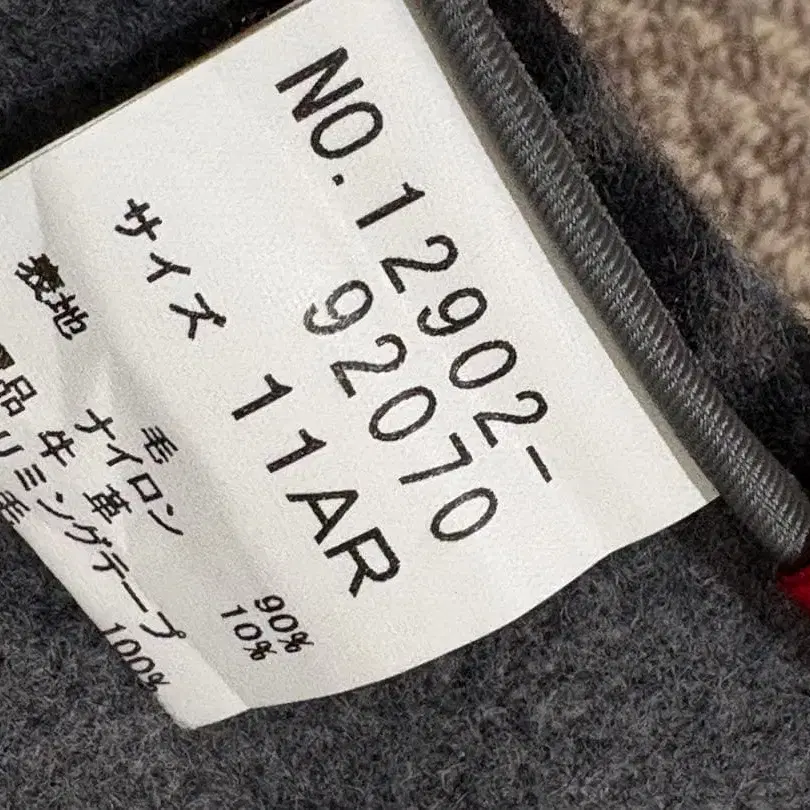 NO.12902-
92070
サイズ 11AR
表地
毛 90%
ナイロン 10%
品 牛 革
リミングテープ
毛 100%